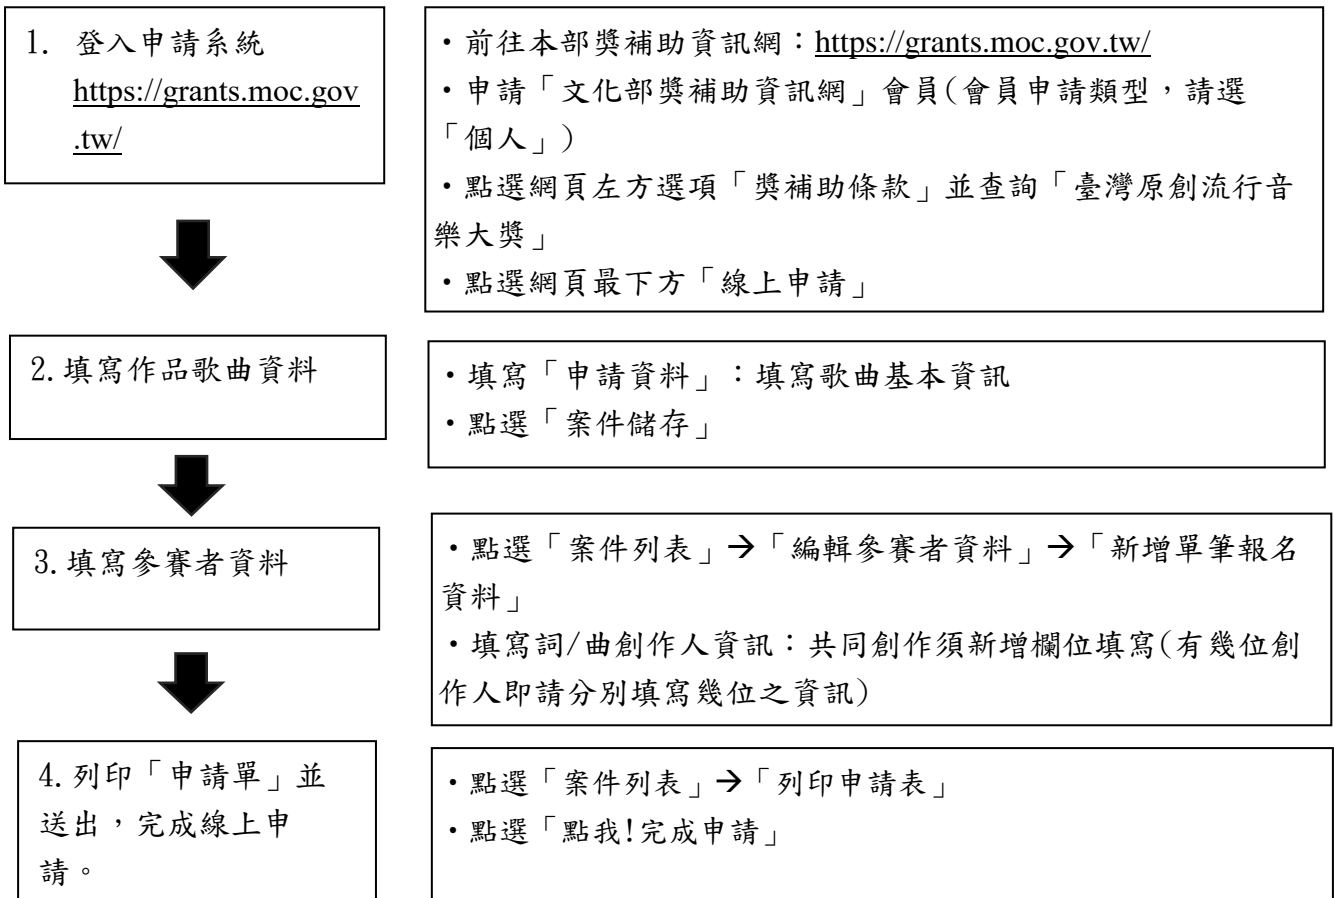 1. 登入申請系統
https://grants.moc.gov
.tw/
・前往本部獎補助資訊網：https://grants.moc.gov.tw/
・申請「文化部獎補助資訊網」會員(會員申請類型，請選
「個人」)
・點選網頁左方選項「獎補助條款」並查詢「臺灣原創流行音
樂大獎」
・點選網頁最下方「線上申請」
2.填寫作品歌曲資料
・填寫「申請資料」：填寫歌曲基本資訊
・點選「案件儲存」
3.填寫參賽者資料
・點選「案件列表」→「編輯參賽者資料」→「新增單筆報名
資料」
・填寫詞/曲創作人資訊：共同創作須新增欄位填寫(有幾位創
作人即請分別填寫幾位之資訊)
4.列印「申請單」並
送出，完成線上申
請。
・點選「案件列表」→「列印申請表」
・點選「點我!完成申請」